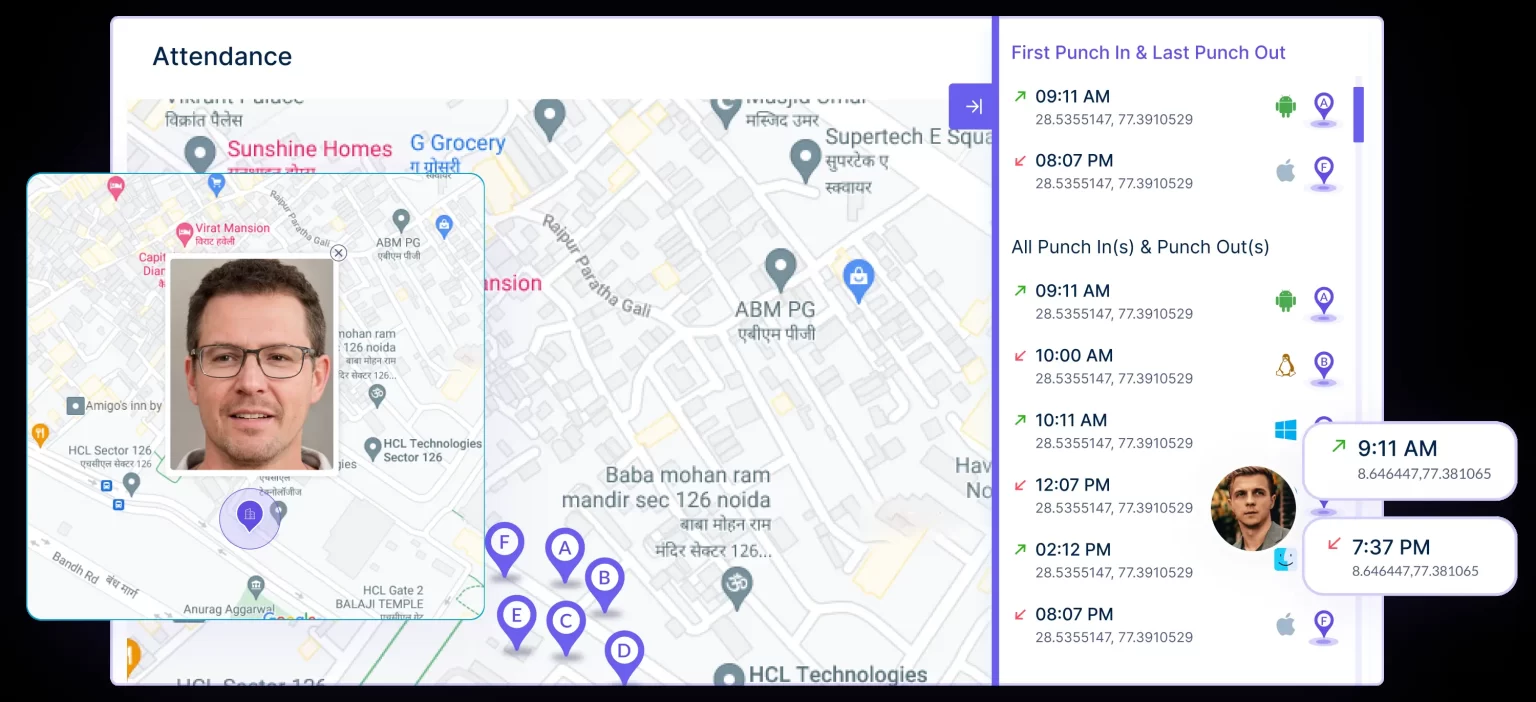 Attendance
विक्रांत पैलेस
Sunshine Homes
G Grocery
ग ग्रोसरी
मस्जिद उमर
Supertech E Squa
सुपरटेक ए
स्क्वायर
Raipur Paratha Gali
ansion
ABM PG
एबीएम पीजी
Baba mohan ram
mandir sec 126 noida
बाबा मोहन राम
मंदिर सेक्टर 126...
Hav
No
F
A
B
E
C
D
HCL Technologies
HCL Sector 126
Raipur Paratha Gali
Virat Mansion
विराट हवेली
ABM PG
एबीएम पीजी
Capit
Dian
mohan ram
126 noida
बाबा मोहन राम
दिर सेक्टर 126...
Amigo's inn by
HCL Sector 126
एचसीएल सेक्टर 126
HCL Technologies
Sector 126
gies
एचसीएल
टेक्नोलॉजीज
Bandh Rd
बंध मार्ग
Anurag Aggarwal
Google
HCL Gate 2
BALAJI TEMPLE
First Punch In & Last Punch Out
09:11 AM
28.5355147, 77.3910529
A
08:07 PM
28.5355147, 77.3910529
F
All Punch In(s) & Punch Out(s)
09:11 AM
28.5355147, 77.3910529
A
10:00 AM
28.5355147, 77.3910529
B
10:11 AM
28.5355147, 77.3910529
12:07 PM
28.5355147, 77.3910529
02:12 PM
28.5355147, 77.3910529
08:07 PM
28.5355147, 77.3910529
F
9:11 AM
8.646447,77.381065
7:37 PM
8.646447,77.381065